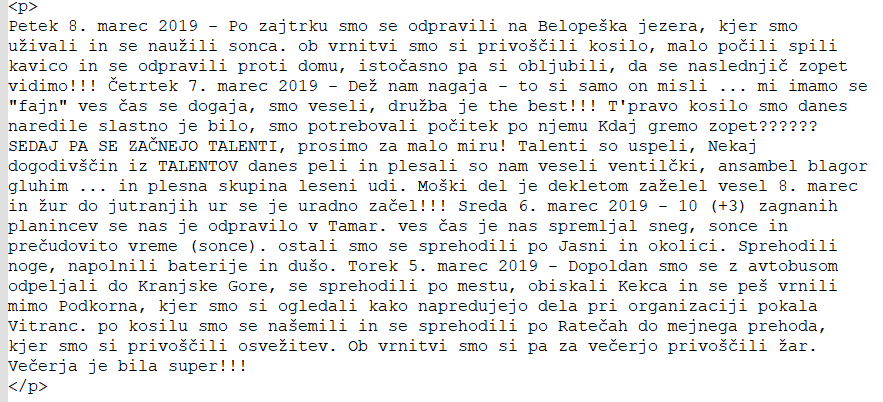 <p>
Petek 8. marec 2019 - Po zajtrku smo se odpravili na Belopeška jezera, kjer smo
uživali in se naužili sonca. ob vrnitvi smo si privoščili kosilo, malo počili spili
kavico in se odpravili proti domu, istočasno pa si obljubili, da se naslednjič zopet
vidimo!!! Četrtek 7. marec 2019 - Dež nam nagaja - to si samo on misli ... mi imamo se
"fajn" ves čas se dogaja, smo veseli, družba je the best!!! T'pravo kosilo smo danes
naredile slastno je bilo, smo potrebovali počitek po njemu Kdaj gremo zopet??????
SEDAJ PA SE ZAČNEJO TALENTI, prosimo za malo miru! Talenti so uspeli, Nekaj
dogodivščin iz TALENTOV danes peli in plesali so nam veseli ventilčki, ansambel blagor
gluhim ... in plesna skupina leseni udi. Moški del je dekletom zaželel vesel 8. marec
in žur do jutranjih ur se je uradno začel!!! Sreda 6. marec 2019 - 10 (+3) zagnanih
planincev se nas je odpravilo v Tamar. ves čas je nas spremljal sneg, sonce in
prečudovito vreme (sonce). ostali smo se sprehodili po Jasni in okolici. Sprehodili
noge, napolnili baterije in dušo. Torek 5. marec 2019 - Dopoldan smo se z avtobusom
odpeljali do Kranjske Gore, se sprehodili po mestu, obiskali Kekca in se peš vrnili
mimo Podkorna, kjer smo si ogledali kako napredujejo dela pri organizaciji pokala
Vitranc. po kosilu smo se našemili in se sprehodili po Ratečah do mejnega prehoda,
kjer smo si privoščili osvežitev. Ob vrnitvi smo si pa za večerjo privoščili žar.
Večerja je bila super!!!
</p>